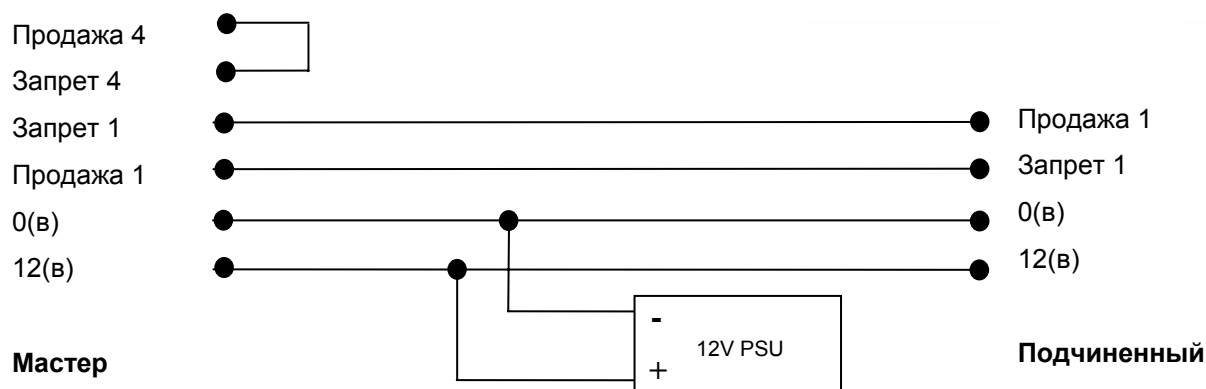 Продажа 4
Запрет 4
Запрет 1
Продажа 1
0(в)
12(в)
Мастер
Продажа 1
Запрет 1
0(в)
12(в)
Подчиненный
-
12V PSU
+